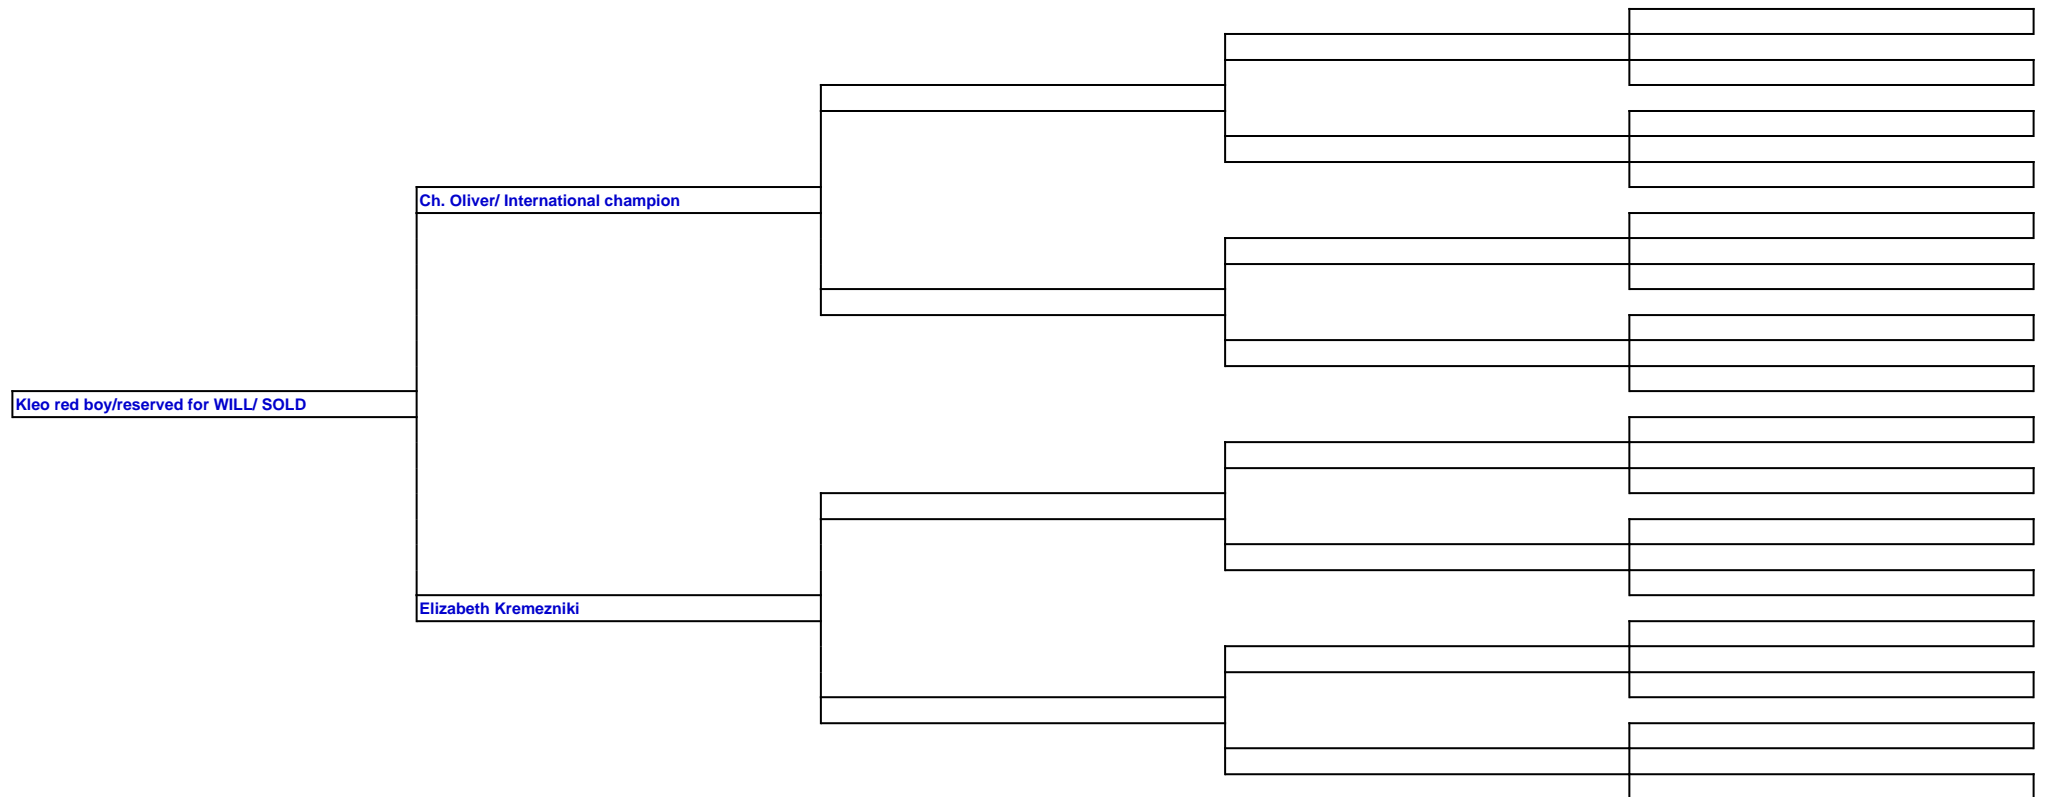 Ch. Oliver/ International champion
Kleo red boy/reserved for WILL/ SOLD
Elizabeth Kremezniki